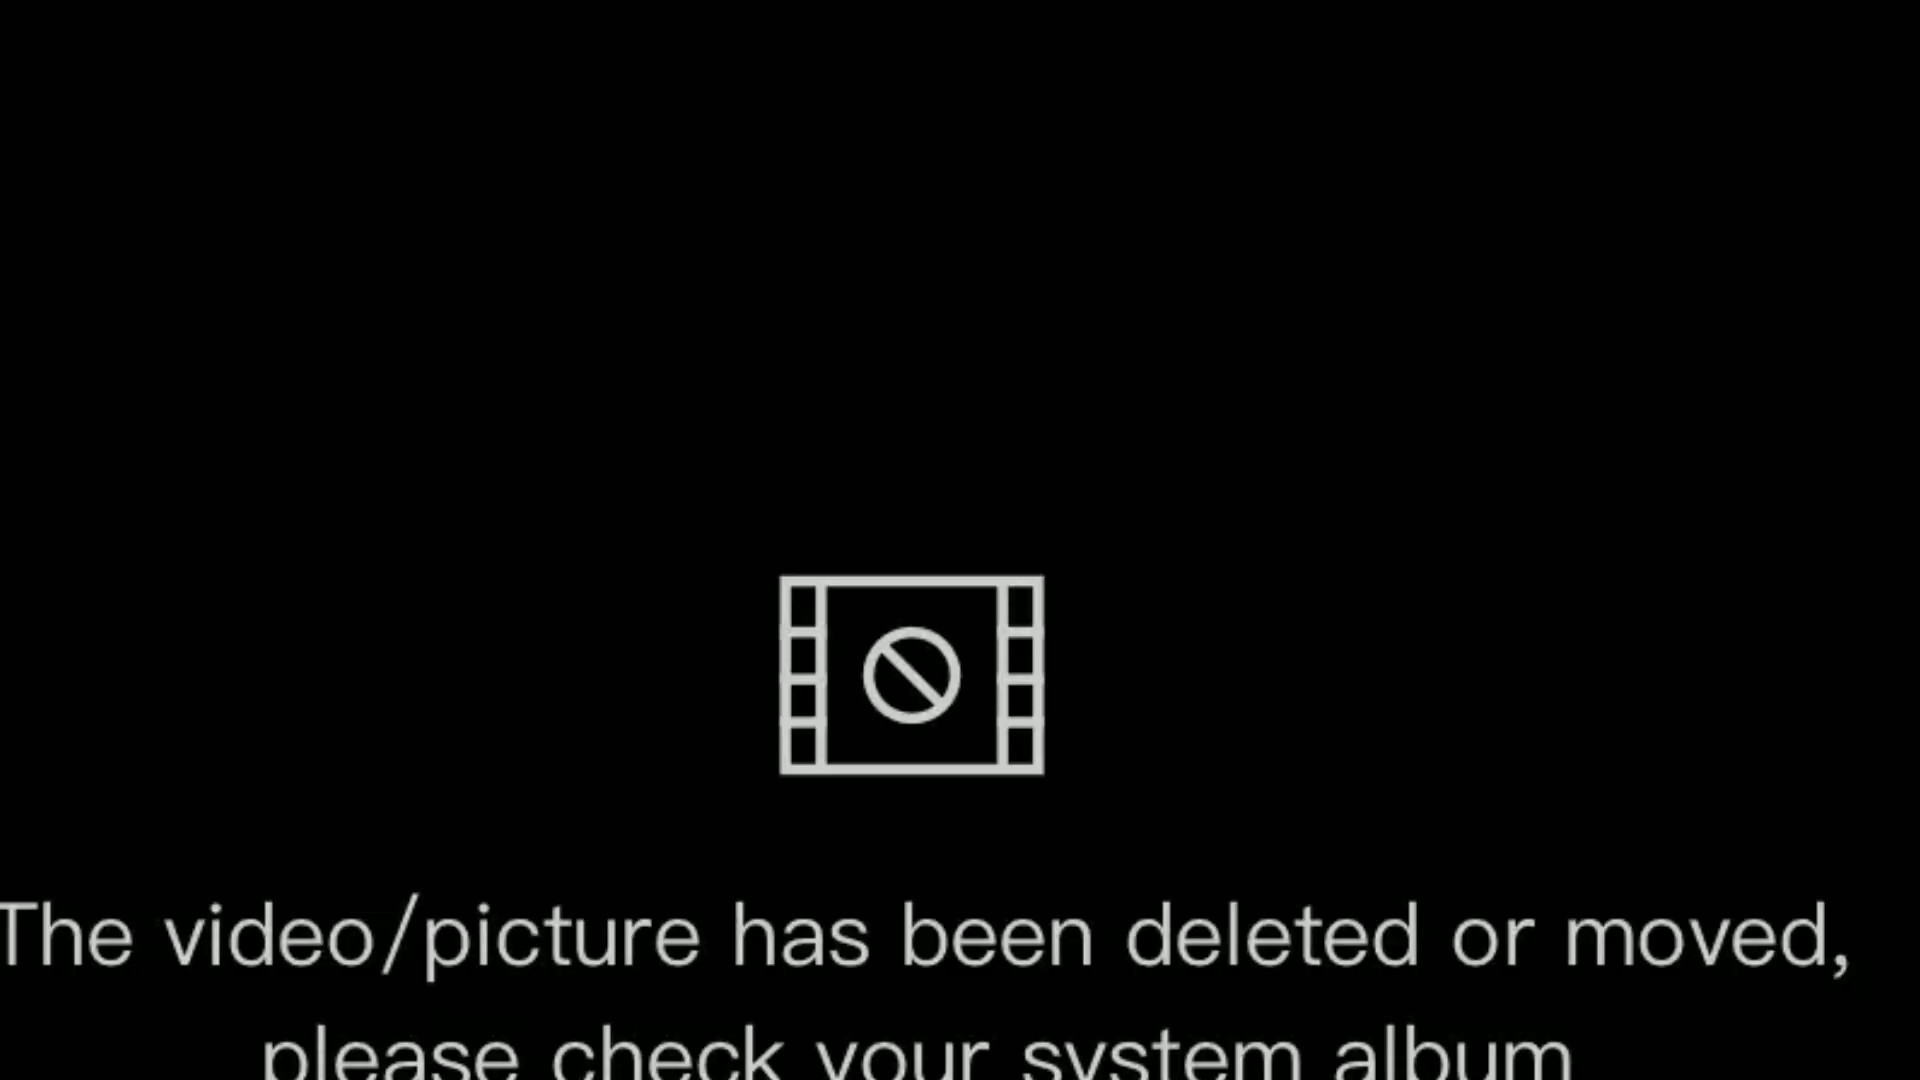 The video/picture has been deleted or moved,
please check your system album